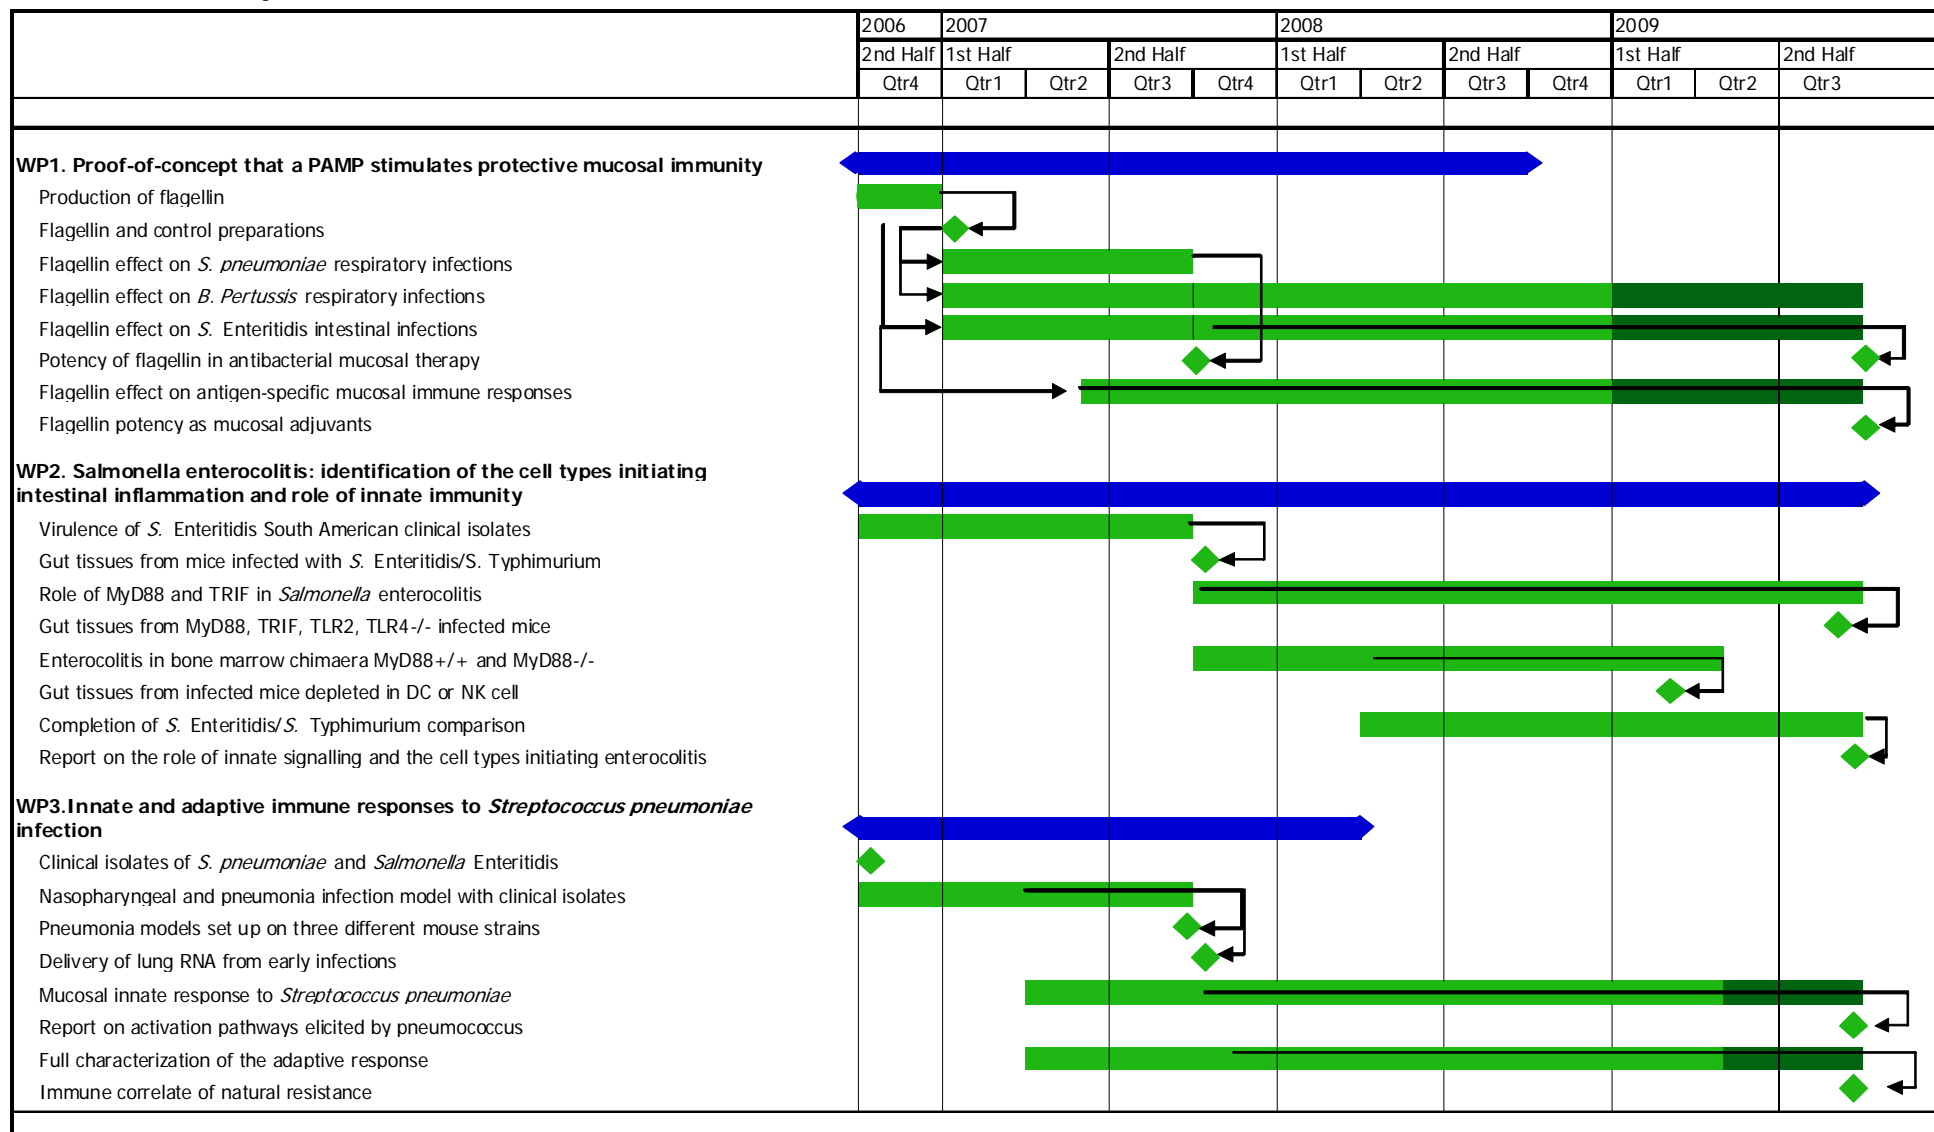 2006 2007 2008 2009
2nd Half 1st Half 2nd Half 1st Half 2nd Half 1st Half 2nd Half
Qtr4 Qtr1 Qtr2 Qtr3 Qtr4 Qtr1 Qtr2 Qtr3 Qtr4 Qtr1 Qtr2 Qtr3
WP1. Proof-of-concept that a PAMP stimulates protective mucosal immunity
Production of flagellin
Flagellin and control preparations
Flagellin effect on S. pneumoniae respiratory infections
Flagellin effect on B. Pertussis respiratory infections
Flagellin effect on S. Enteritidis intestinal infections
Potency of flagellin in antibacterial mucosal therapy
Flagellin effect on antigen-specific mucosal immune responses
Flagellin potency as mucosal adjuvants
WP2. Salmonella enterocolitis: identification of the cell types initiating
intestinal inflammation and role of innate immunity
Virulence of S. Enteritidis South American clinical isolates
Gut tissues from mice infected with S. Enteritidis/S. Typhimurium
Role of MyD88 and TRIF in Salmonella enterocolitis
Gut tissues from MyD88, TRIF, TLR2, TLR4-/- infected mice
Enterocolitis in bone marrow chimaera MyD88+/+ and MyD88-/-
Gut tissues from infected mice depleted in DC or NK cell
Completion of S. Enteritidis/S. Typhimurium comparison
Report on the role of innate signalling and the cell types initiating enterocolitis
WP3.Innate and adaptive immune responses to Streptococcus pneumoniae
infection
Clinical isolates of S. pneumoniae and Salmonella Enteritidis
Nasopharyngeal and pneumonia infection model with clinical isolates
Pneumonia models set up on three different mouse strains
Delivery of lung RNA from early infections
Mucosal innate response to Streptococcus pneumoniae
Report on activation pathways elicited by pneumococcus
Full characterization of the adaptive response
Immune correlate of natural resistance